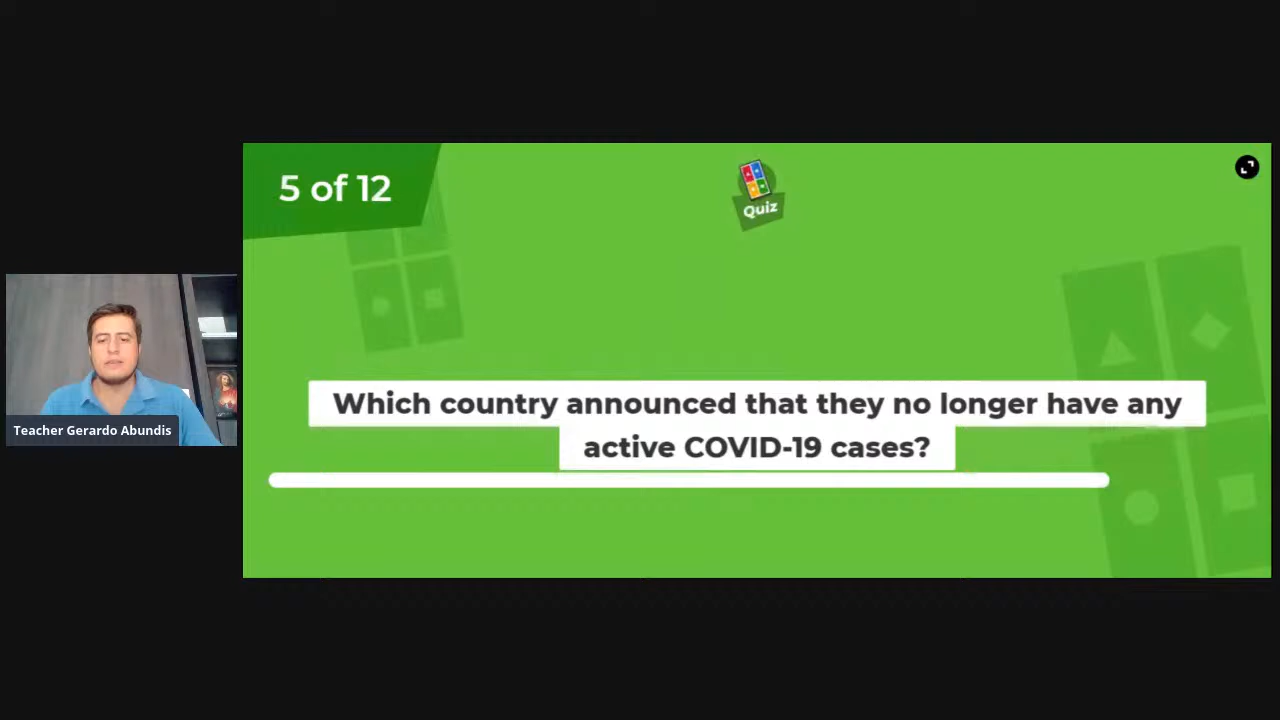 5 of 12
Quiz
Which country announced that they no longer have any
active COVID-19 cases?
Teacher Gerardo Abundis